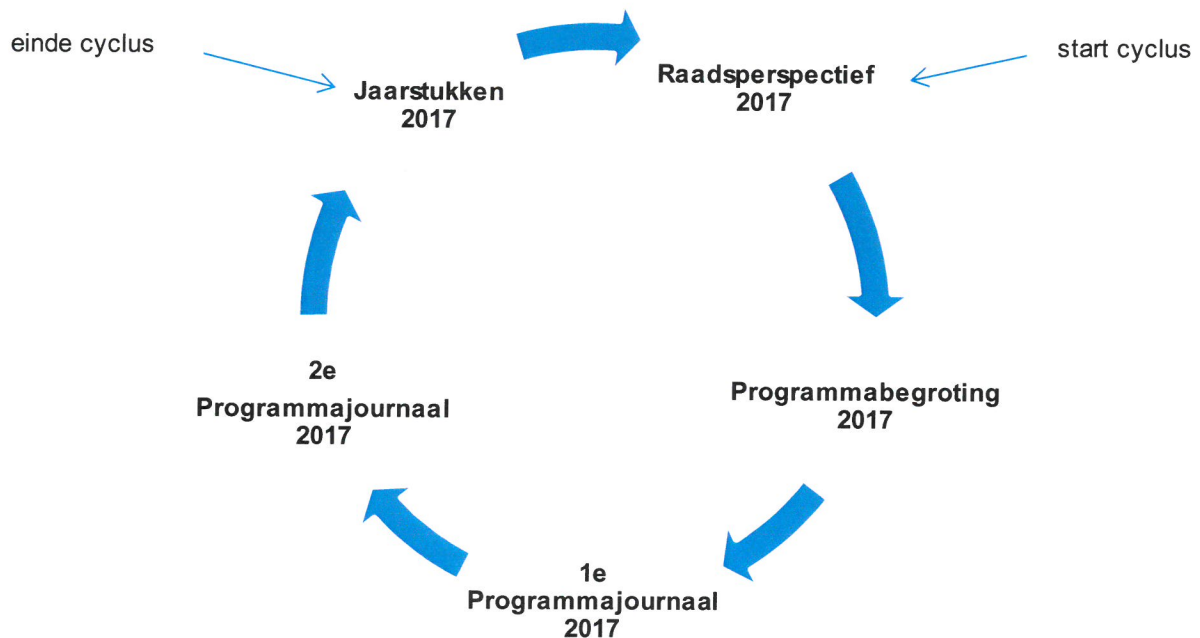 einde cyclus
start cyclus
Jaarstukken
2017
Raadsperspectief
2017
Programmabegroting
2017
1e
Programmajournaal
2017
2e
Programmajournaal
2017